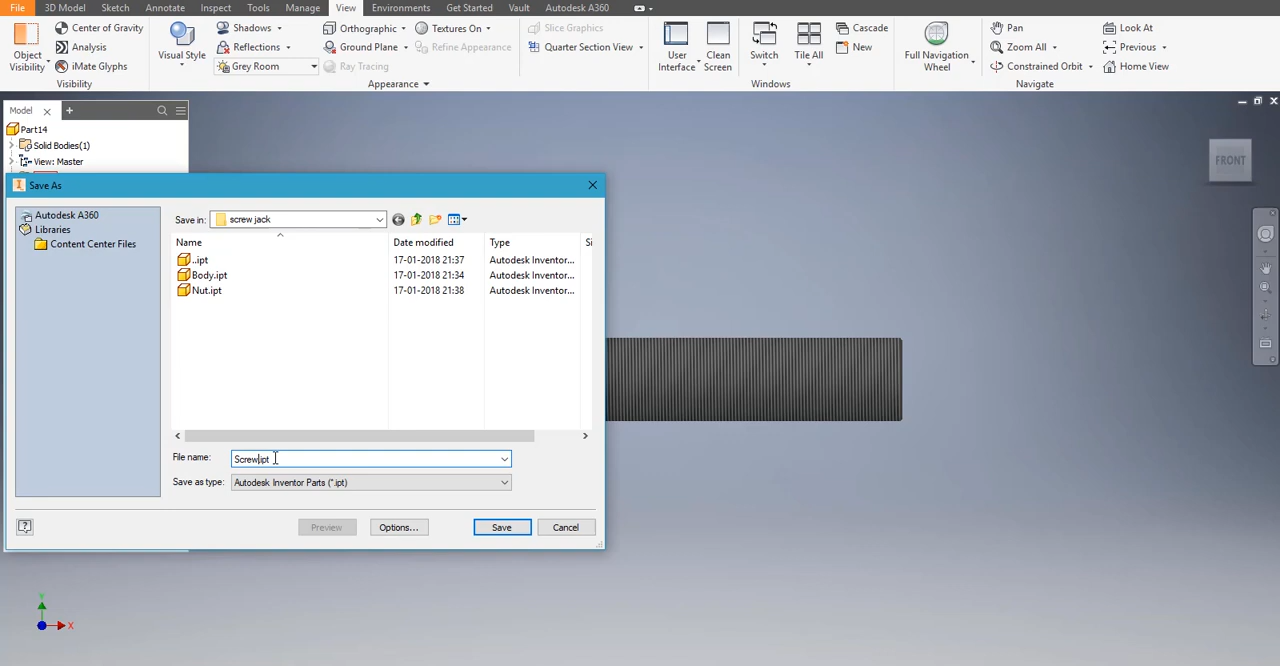 File 3D Model Sketch Annotate Inspect Tools Manage View Environments Get Started Vault Autodesk A360
Object Visibility
Center of Gravity
Analysis
iMate Glyphs
Visibility
Visual Style
Shadows
Reflections
Grey Room
Orthographic
Ground Plane
Ray Tracing
Textures On
Refine Appearance
Appearance
Slice Graphics
Quarter Section View
User Interface
Clean Screen
Switch
Tile All
Cascade
New
Windows
Full Navigation Wheel
Pan
Zoom All
Constrained Orbit
Look At
Previous
Home View
Navigate
Model
Part14
Solid Bodies(1)
View: Master
FRONT
Save As
Autodesk A360
Libraries
Content Center Files
Save in: screw jack
Name Date modified Type Si
..ipt 17-01-2018 21:37 Autodesk Inventor...
Body.ipt 17-01-2018 21:34 Autodesk Inventor...
Nut.ipt 17-01-2018 21:38 Autodesk Inventor...
File name: Screw.ipt
Save as type: Autodesk Inventor Parts (*.ipt)
Preview Options... Save Cancel
Y
X